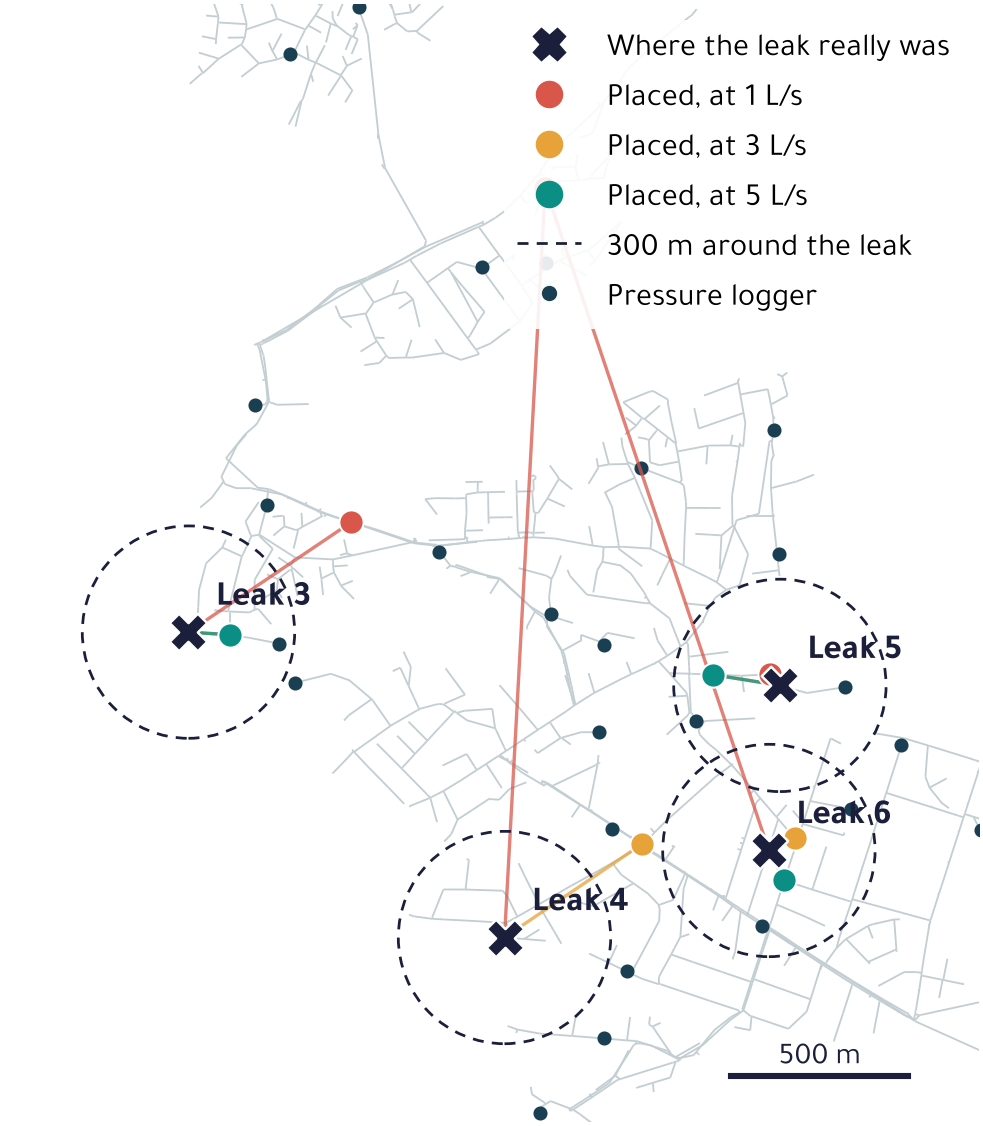 Where the leak really was
Placed, at 1 L/s
Placed, at 3 L/s
Placed, at 5 L/s
300 m around the leak
Pressure logger
Leak 3
Leak 5
Leak 6
Leak 4
500 m